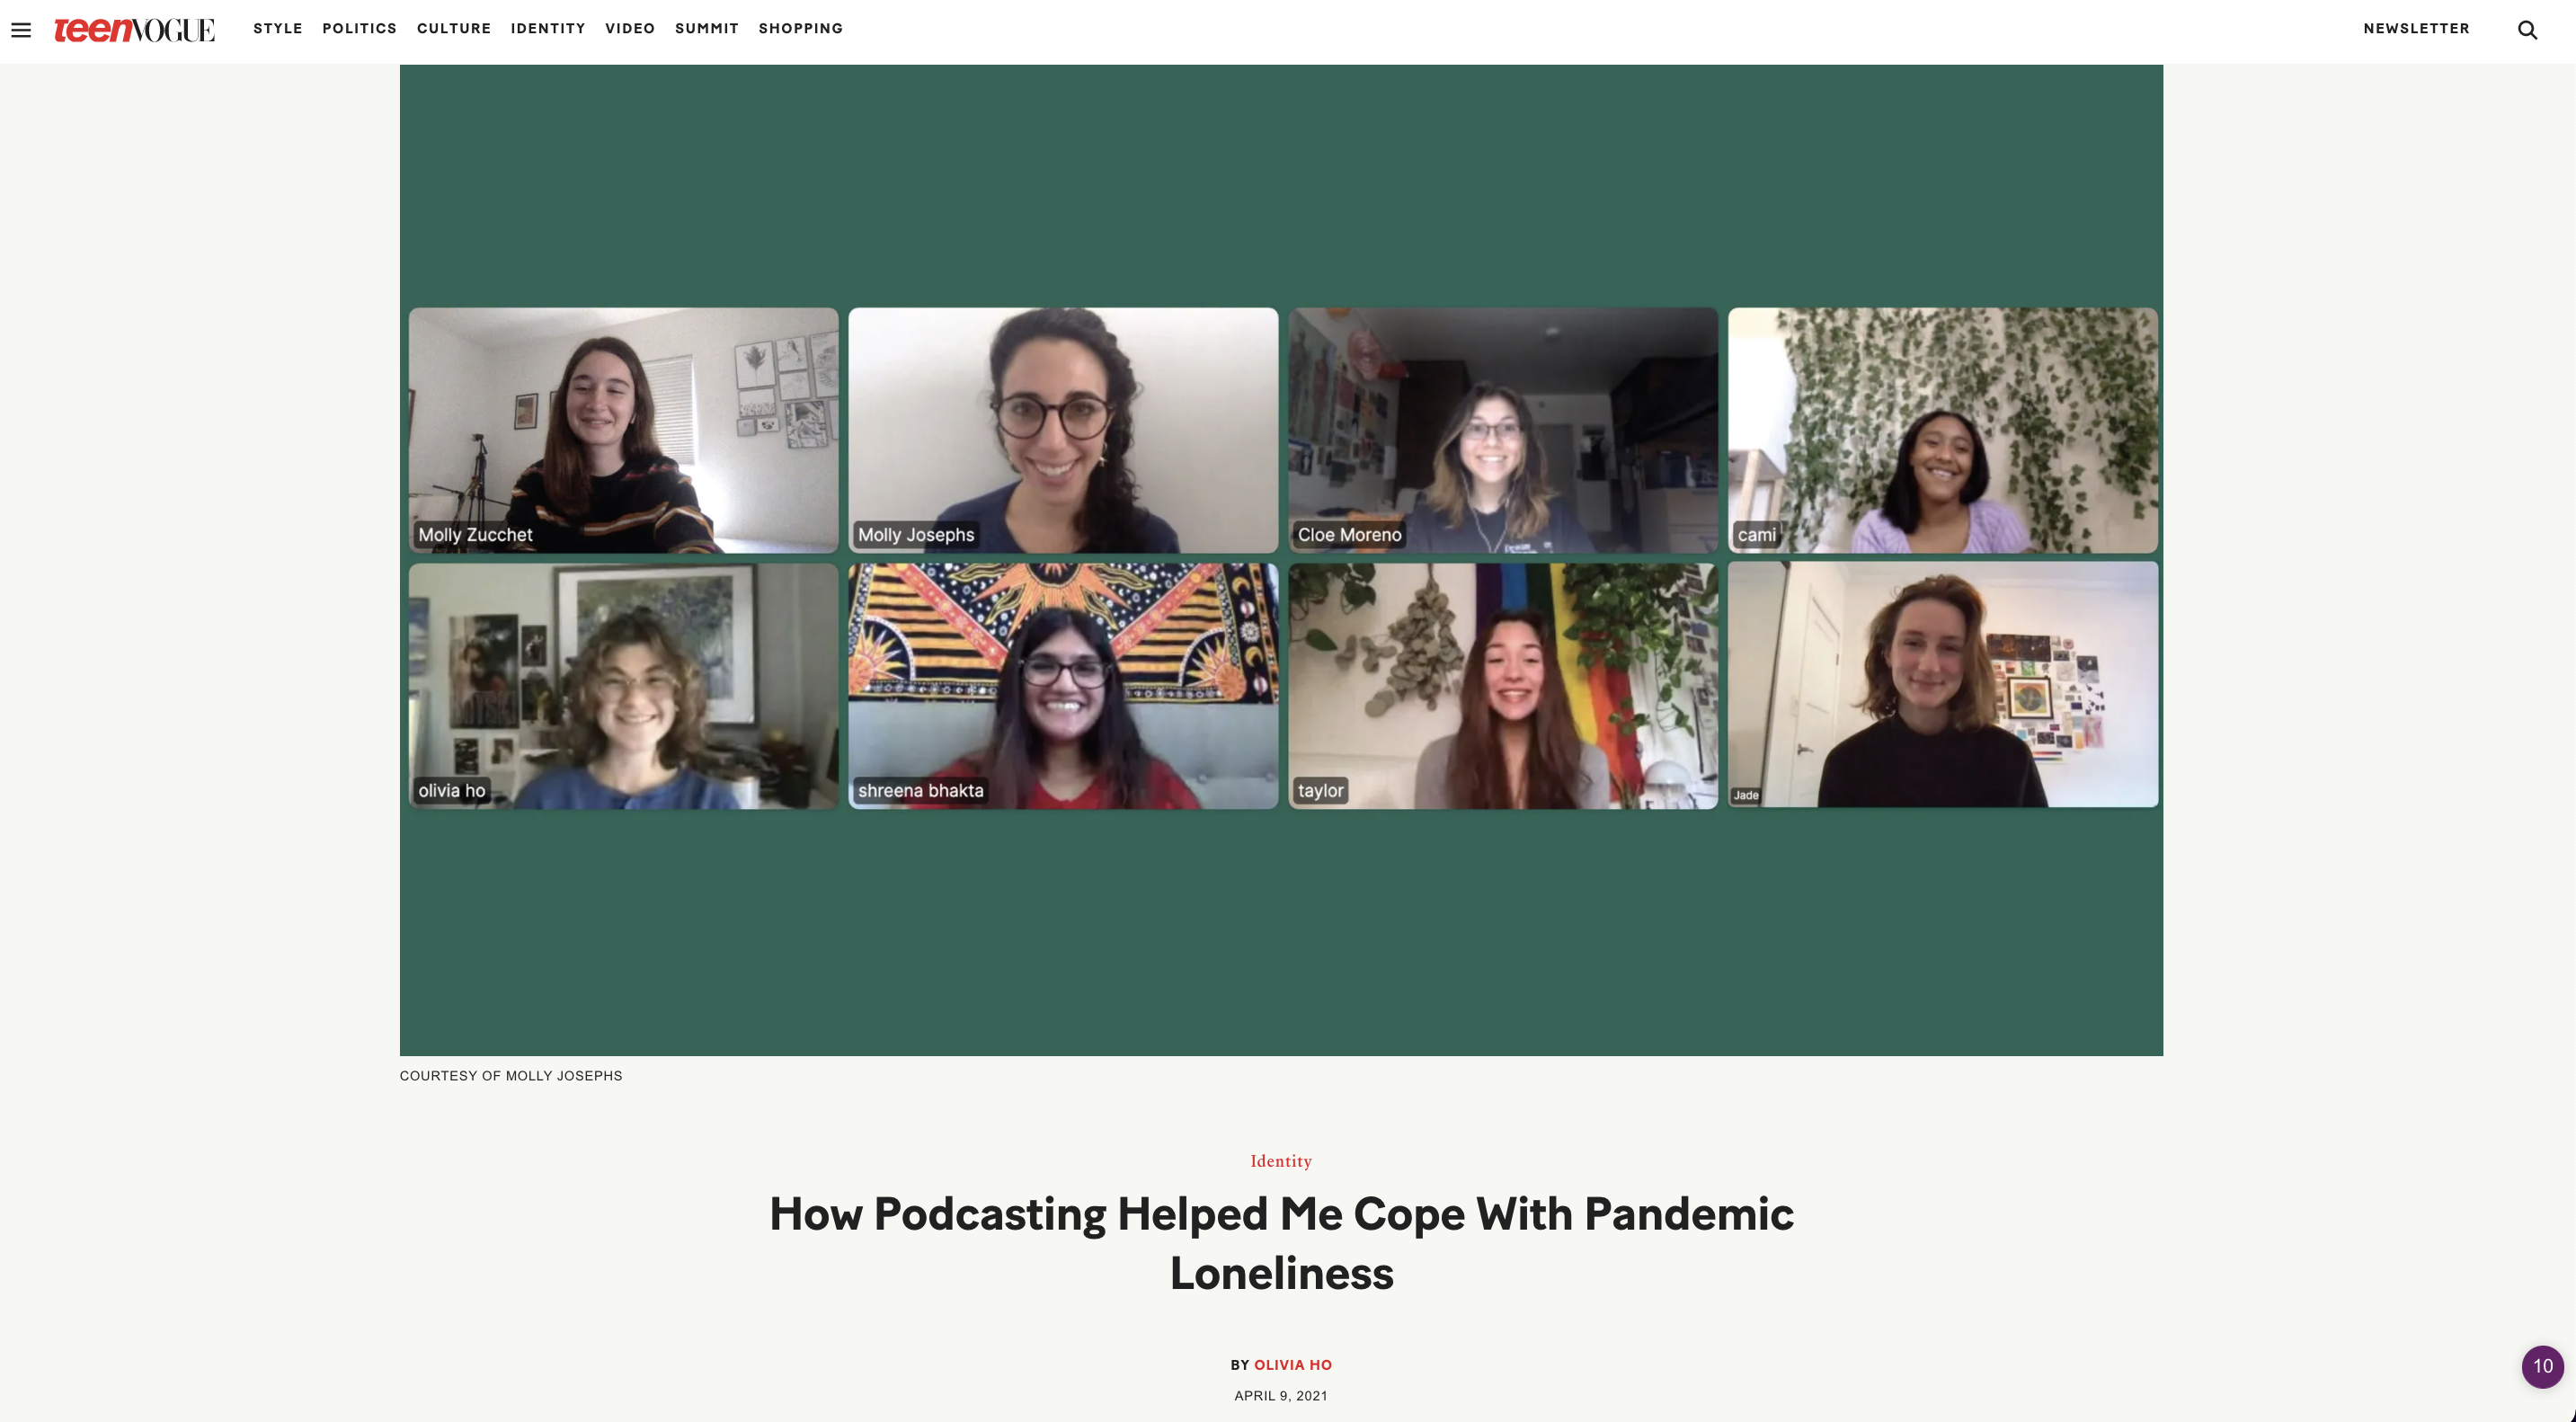 teenVOGUE
STYLE POLITICS CULTURE IDENTITY VIDEO SUMMIT SHOPPING
NEWSLETTER
Molly Zucchet
Molly Josephs
Cloe Moreno
cami
olivia ho
shreena bhakta
taylor
Jade
COURTESY OF MOLLY JOSEPHS
Identity
How Podcasting Helped Me Cope With Pandemic
Loneliness
BY OLIVIA HO
APRIL 9, 2021
10